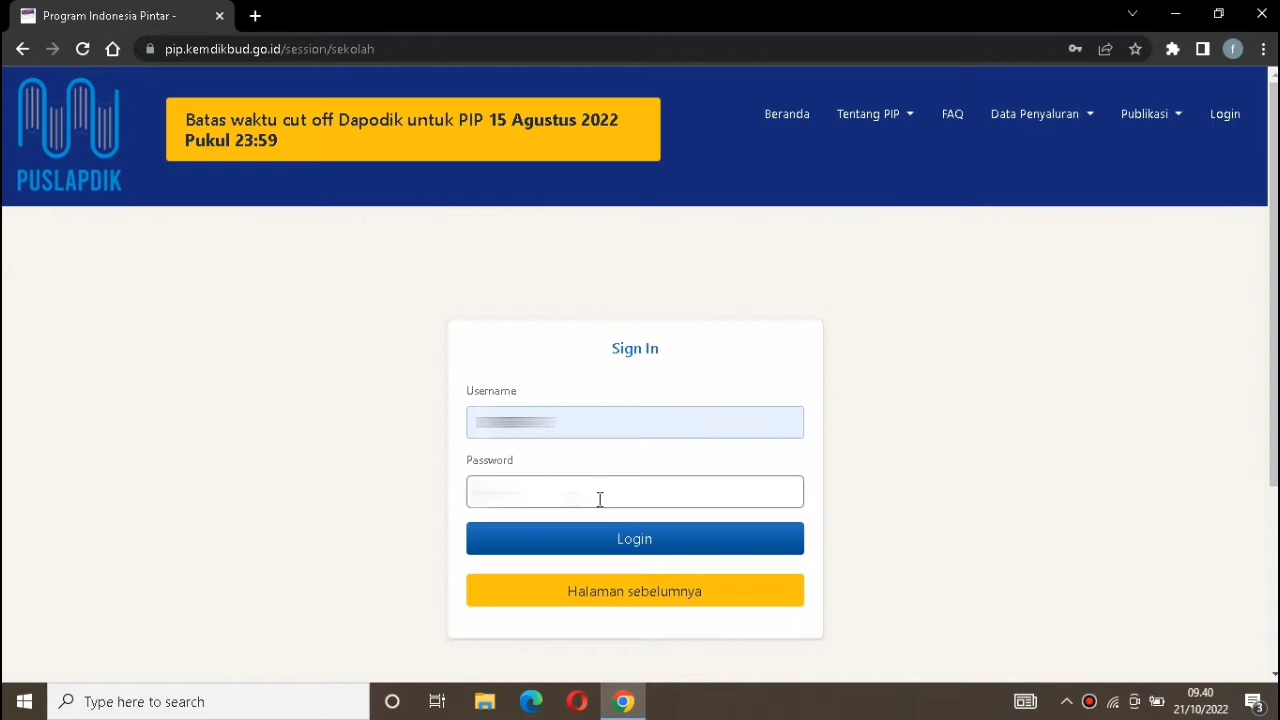 Program Indonesia Pintar -
pip.kemdikbud.go.id/session/sekolah
f
PUSLAPDIK
Batas waktu cut off Dapodik untuk PIP 15 Agustus 2022
Pukul 23:59
Beranda Tentang PIP FAQ Data Penyaluran Publikasi Login
Sign In
Username
Password
Login
Halaman sebelumnya
Type here to search
09.40
21/10/2022
3